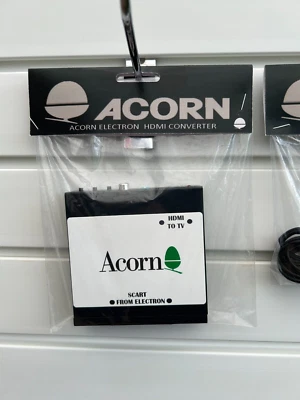 ACORN
ACORN ELECTRON HDMI CONVERTER
HDMI
TO TV
Acorn
SCART
FROM ELECTRON